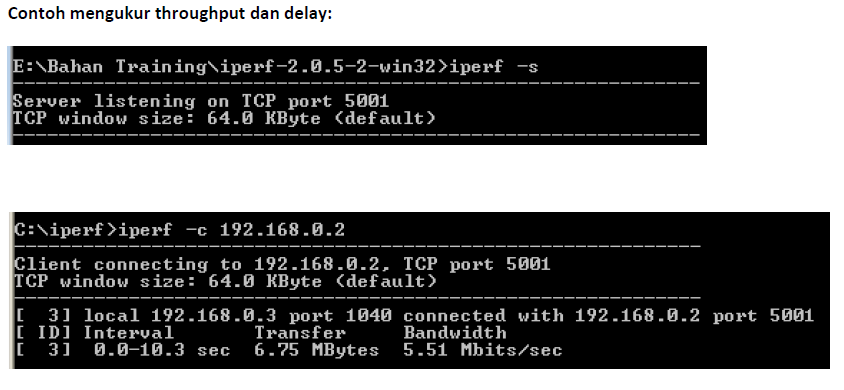 Contoh mengukur throughput dan delay:
E:\Bahan Training\iperf-2.0.5-2-win32>iperf -s
------------------------------------------------------------
Server listening on TCP port 5001
TCP window size: 64.0 KByte (default)
------------------------------------------------------------
C:\iperf>iperf -c 192.168.0.2
------------------------------------------------------------
Client connecting to 192.168.0.2, TCP port 5001
TCP window size: 64.0 KByte (default)
------------------------------------------------------------
[  3] local 192.168.0.3 port 1040 connected with 192.168.0.2 port 5001
[ ID] Interval       Transfer     Bandwidth
[  3]  0.0-10.3 sec  6.75 MBytes  5.51 Mbits/sec